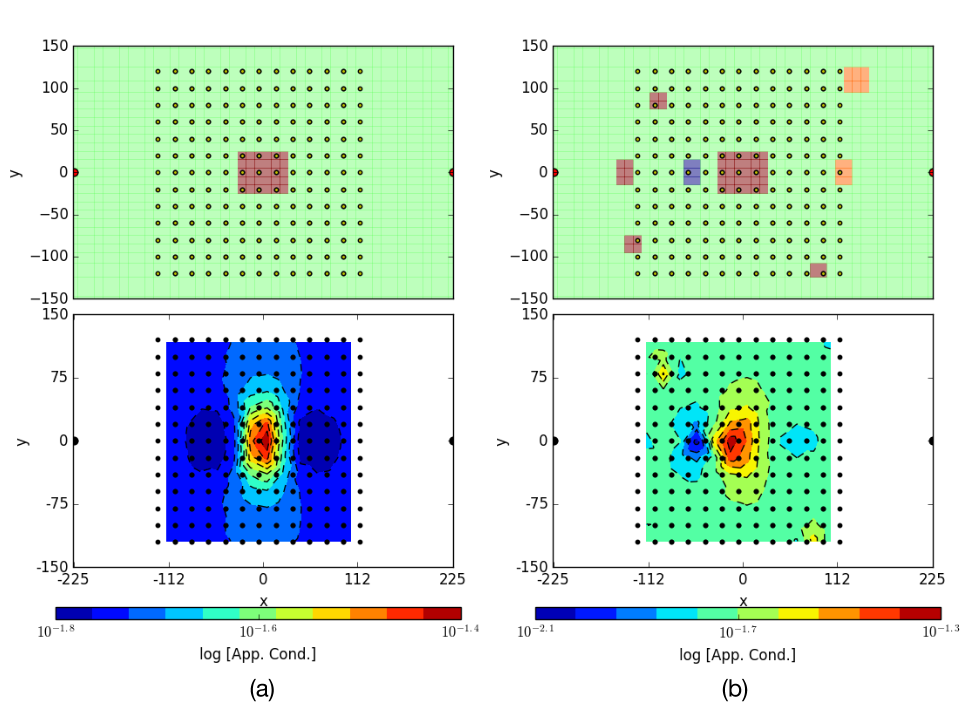 150 150
100 100
50 50
y 0 y 0
−50 −50
−100 −100
−150 −150
150 150
75 75
y 0 y 0
-75 -75
-150 -150
-225 -112 0 112 225 -225 -112 0 112 225
x x
10^{−1.8} 10^{−1.6} 10^{−1.4} 10^{−2.1} 10^{−1.7} 10^{−1.3}
log [App. Cond.] log [App. Cond.]
(a) (b)